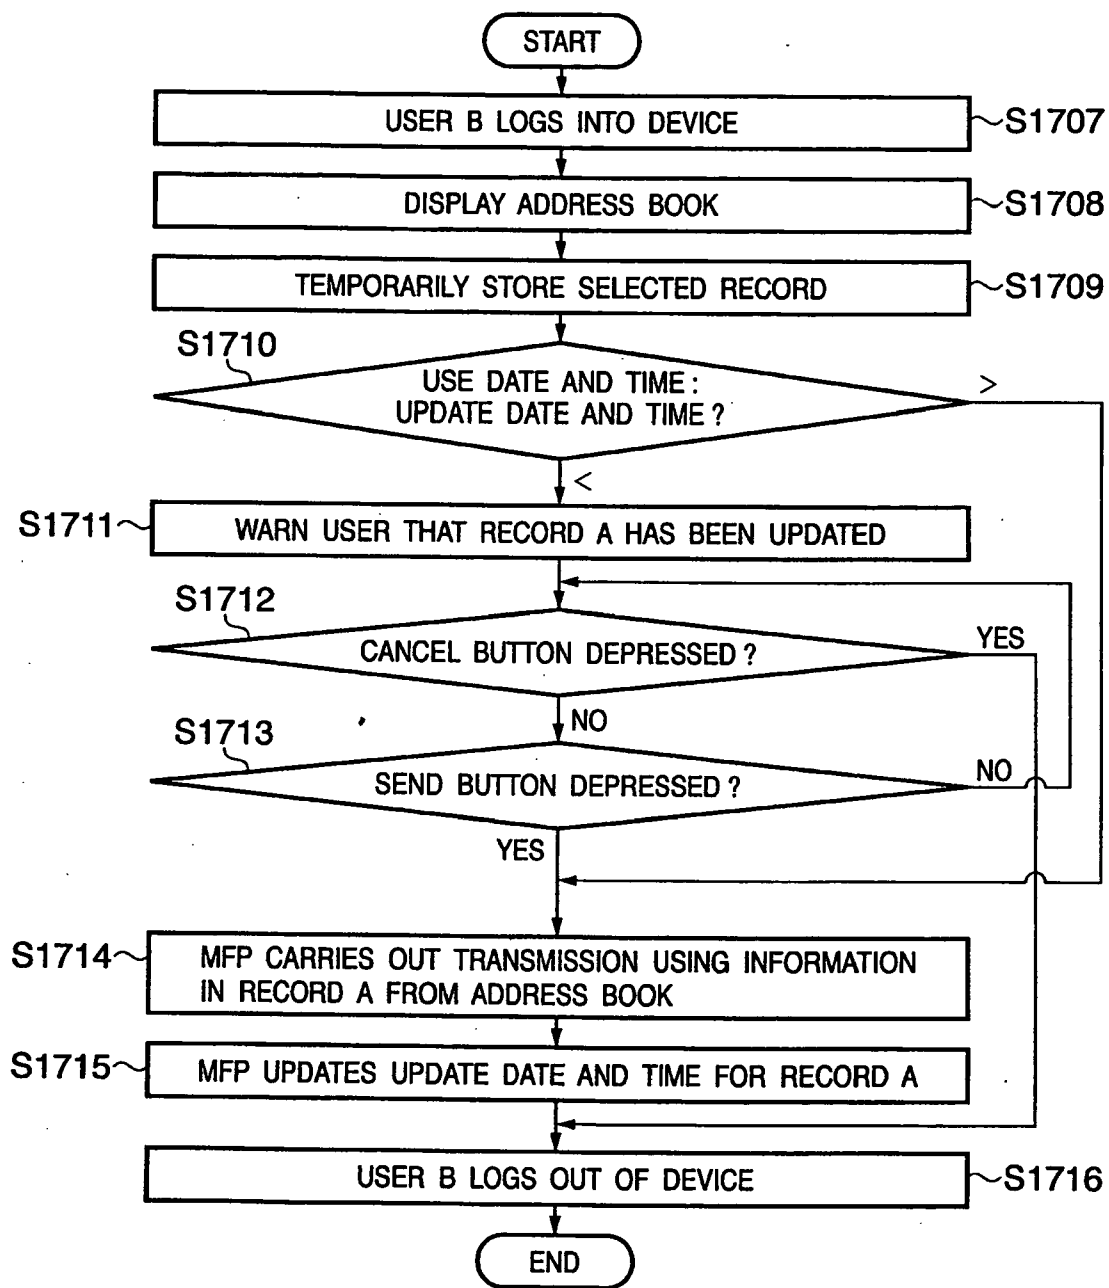 START
USER B LOGS INTO DEVICE
S1707
DISPLAY ADDRESS BOOK
S1708
TEMPORARILY STORE SELECTED RECORD
S1709
S1710
USE DATE AND TIME :
UPDATE DATE AND TIME ?
>
<
S1711
WARN USER THAT RECORD A HAS BEEN UPDATED
S1712
CANCEL BUTTON DEPRESSED ?
YES
NO
S1713
SEND BUTTON DEPRESSED ?
NO
YES
S1714
MFP CARRIES OUT TRANSMISSION USING INFORMATION
IN RECORD A FROM ADDRESS BOOK
S1715
MFP UPDATES UPDATE DATE AND TIME FOR RECORD A
USER B LOGS OUT OF DEVICE
S1716
END